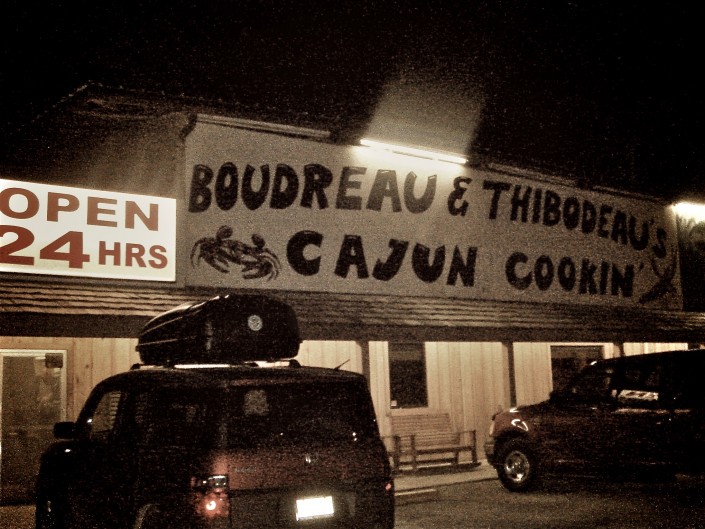 OPEN
24 HRS
BOUDREAU & THIBODEAU'S
CAJUN COOKIN'